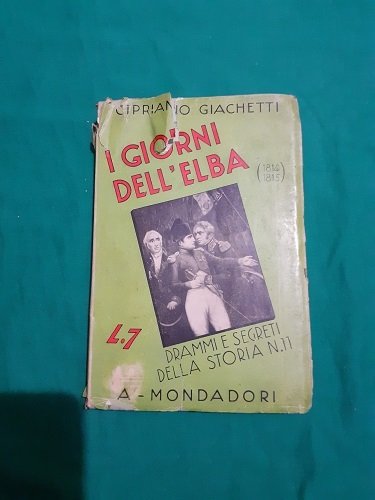 CIPRIANO GIACHETTI
I GIORNI
DELL'ELBA
(1814
1815)
L.7
DRAMMI E SEGRETI
DELLA STORIA N.11
A - MONDADORI